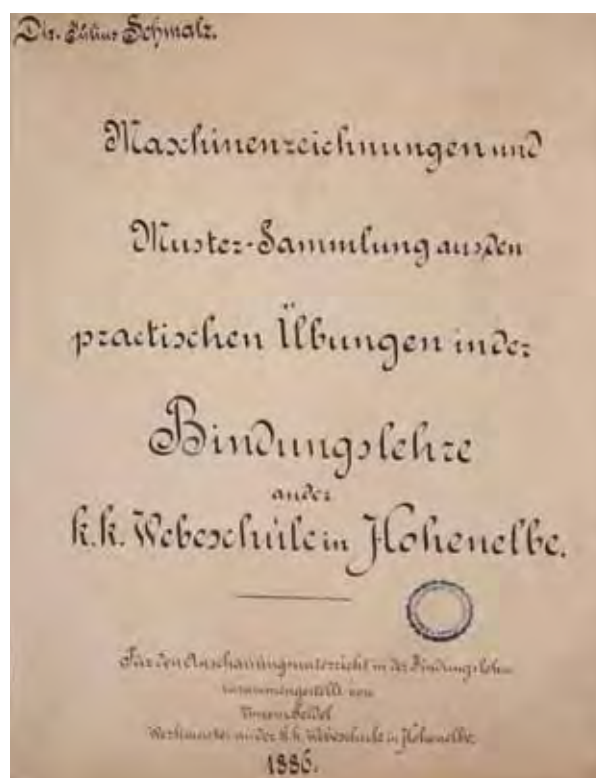 Dir. Julius Schmalz.
Maschinenzeichnungen und
Muster-Sammlung aus den
practischen Übungen in der
Bindungslehre
an der
k. k. Webeschule in Hohenelbe.
Für den Anschauungsunterricht in der Bindungslehre
zusammengestellt von
Werkmeister an der k. k. Webeschule in Hohenelbe.
1886.